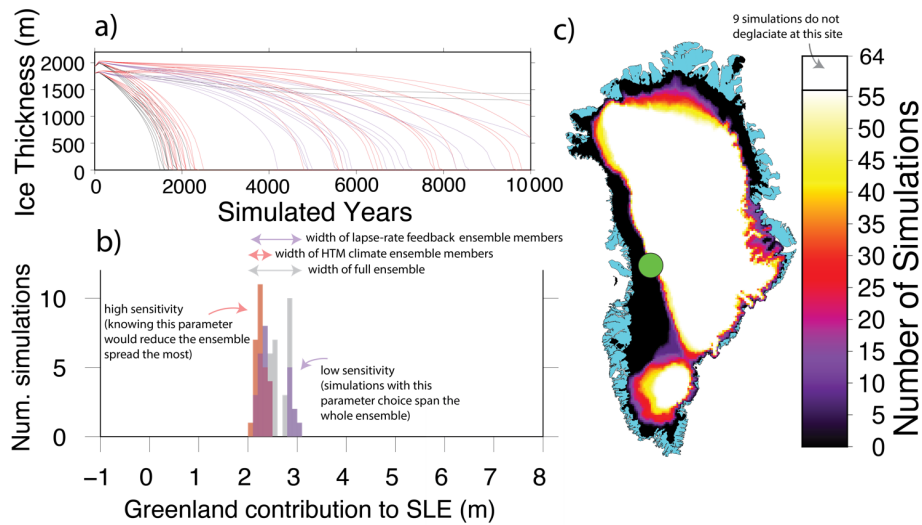 a)
Ice Thickness (m)
2000
1500
1000
500
0
0
2000
4000
6000
8000
10000
Simulated Years
b)
width of lapse-rate feedback ensemble members
width of HTM climate ensemble members
width of full ensemble
Num. simulations
10
5
0
high sensitivity
(knowing this parameter
would reduce the ensemble
spread the most)
low sensitivity
(simulations with this
parameter choice span the
whole ensemble)
−1
0
1
2
3
4
5
6
7
8
Greenland contribution to SLE (m)
c)
9 simulations do not
deglaciate at this site
64
55
50
45
40
35
30
25
20
15
10
5
0
Number of Simulations